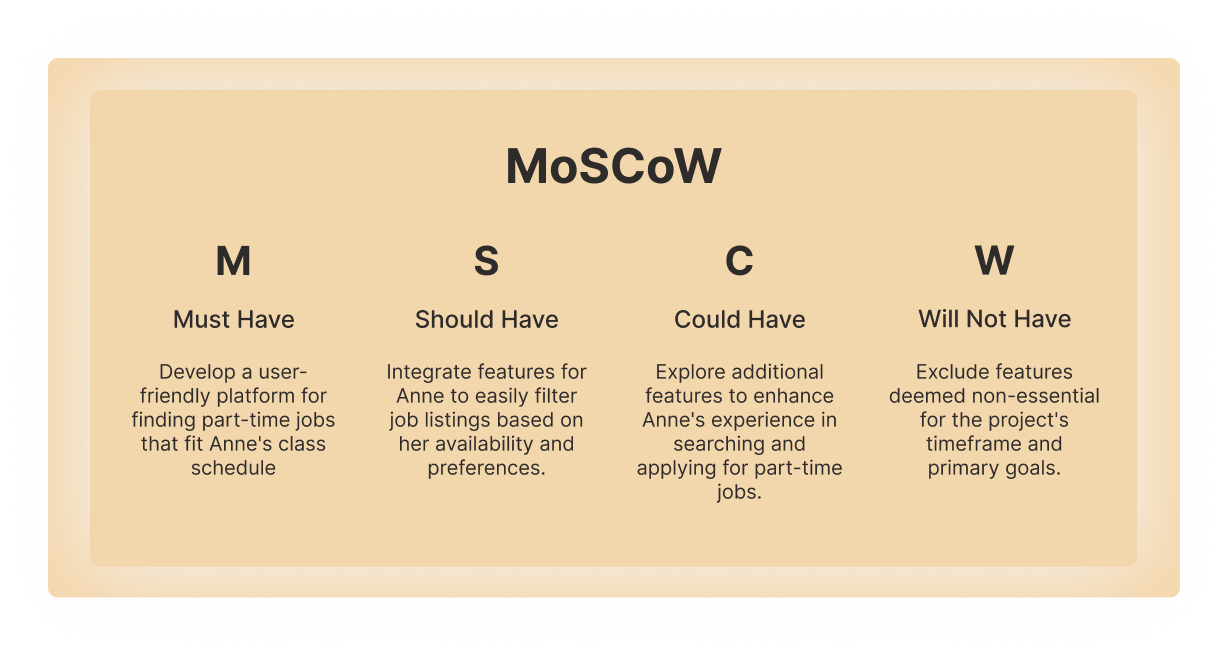 MoSCoW
M
Must Have
Develop a user-
friendly platform for
finding part-time jobs
that fit Anne's class
schedule
S
Should Have
Integrate features for
Anne to easily filter
job listings based on
her availability and
preferences.
C
Could Have
Explore additional
features to enhance
Anne's experience in
searching and
applying for part-time
jobs.
W
Will Not Have
Exclude features
deemed non-essential
for the project's
timeframe and
primary goals.